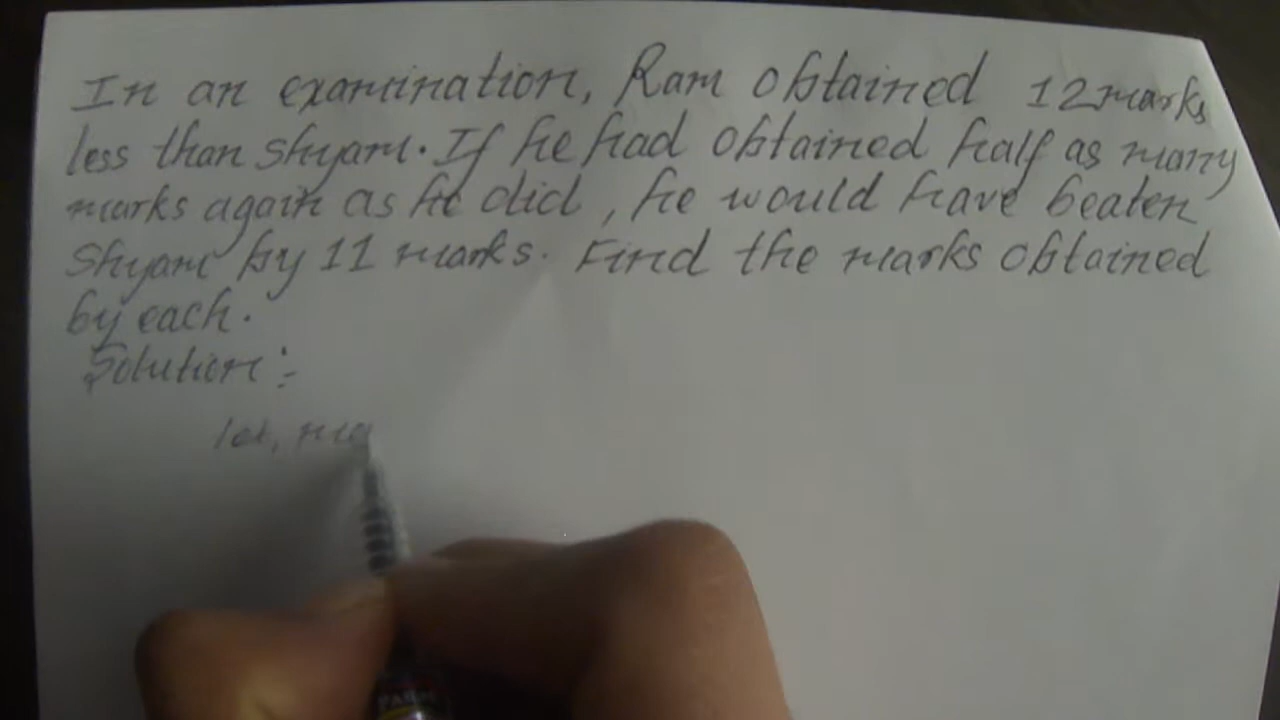 In an examination, Ram obtained 12 marks
less than Shyam. If he had obtained half as many
marks again as he did, he would have beaten
Shyam by 11 marks. Find the marks obtained
by each.
Solution :-
let,